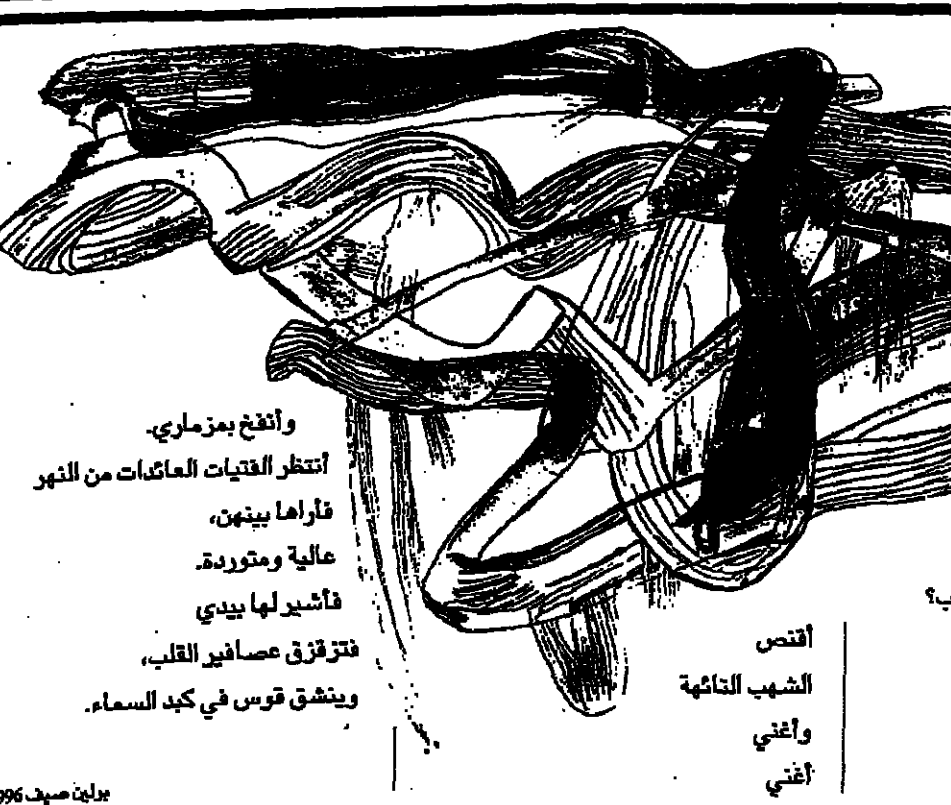 أقتنص
الشهب التائهة
وأغني
أغني
وأنفخ بمزماري.
أنتظر الفتيات العائدات من النهر
فأراها بينهن،
عالية ومتوردة.
فأشير لها بيدي
فتزقزق عصافير القلب،
وينشق قوس في كبد السماء.
برلين صيف 996